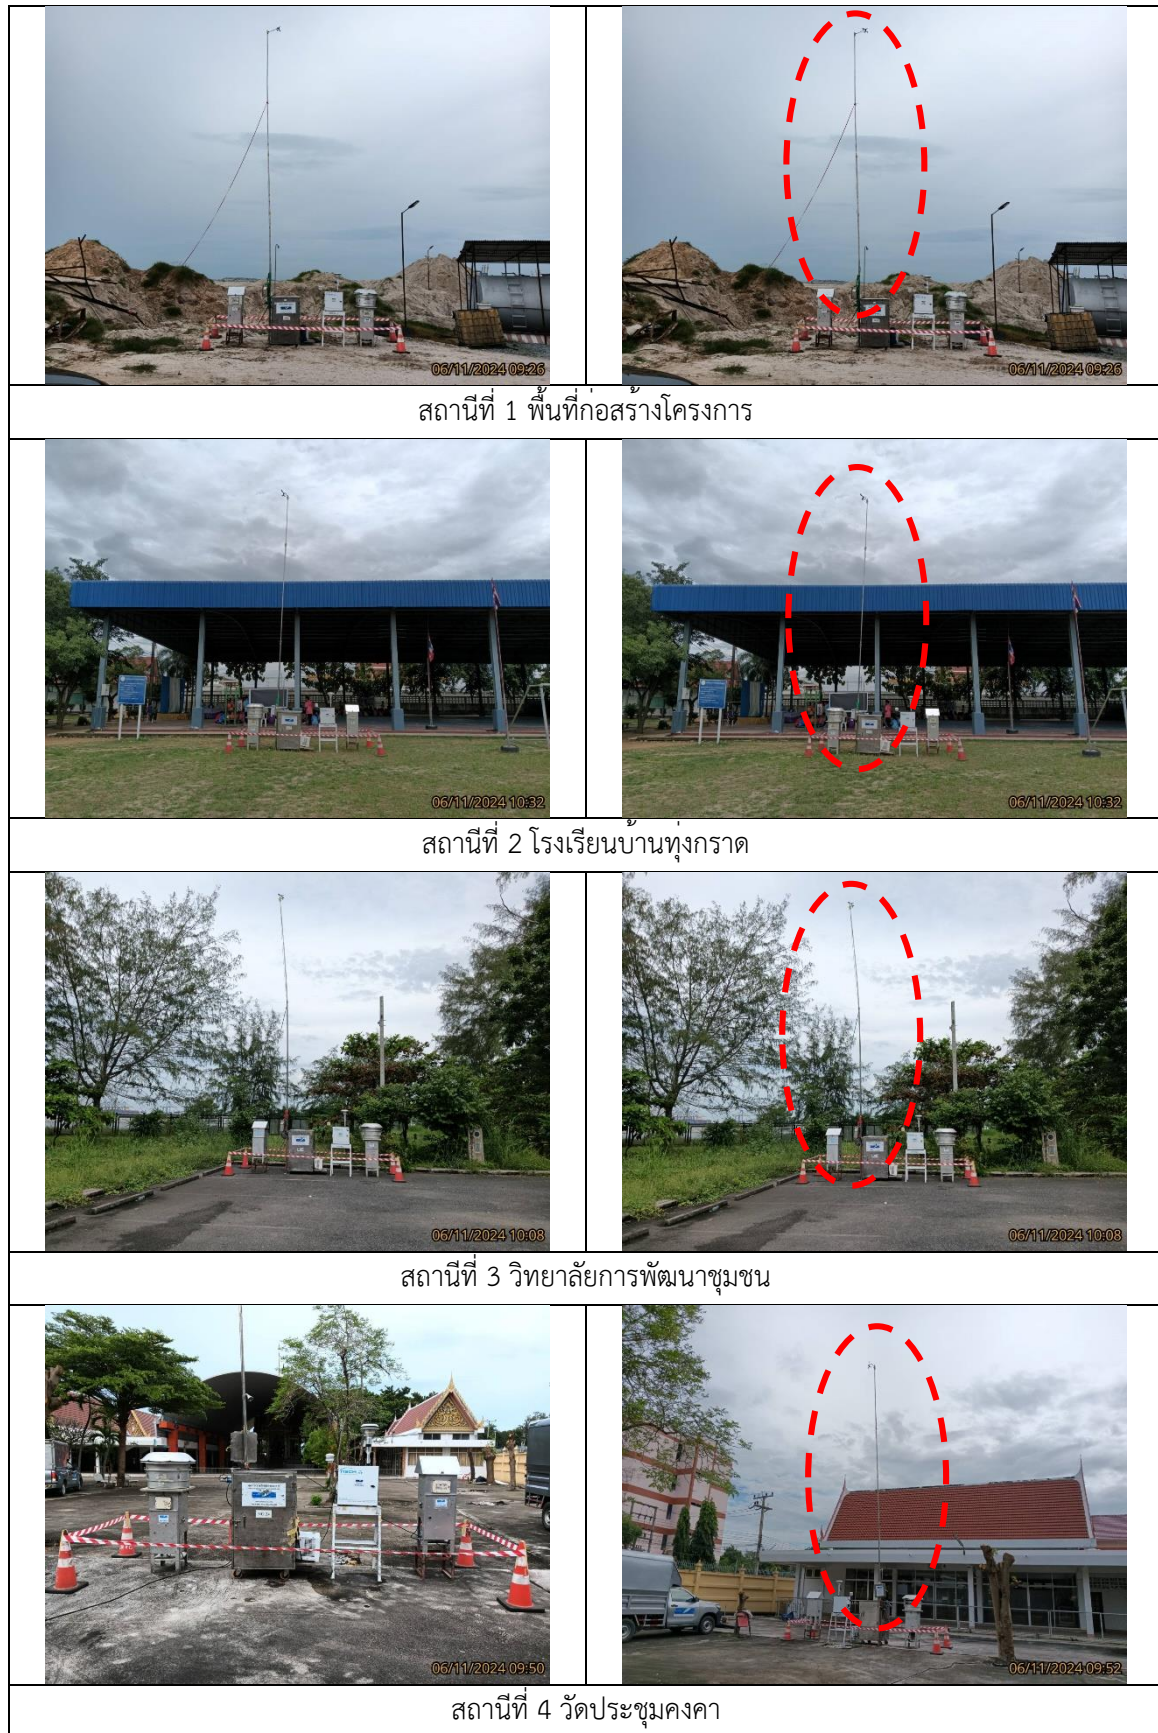 06/11/2024 09:26
06/11/2024 09:26
สถานีที่ 1 พื้นที่ก่อสร้างโครงการ
06/11/2024 10:32
06/11/2024 10:32
สถานีที่ 2 โรงเรียนบ้านทุ่งกราด
06/11/2024 10:08
06/11/2024 10:08
สถานีที่ 3 วิทยาลัยการพัฒนาชุมชน
06/11/2024 09:50
06/11/2024 09:52
สถานีที่ 4 วัดประชุมคงคา